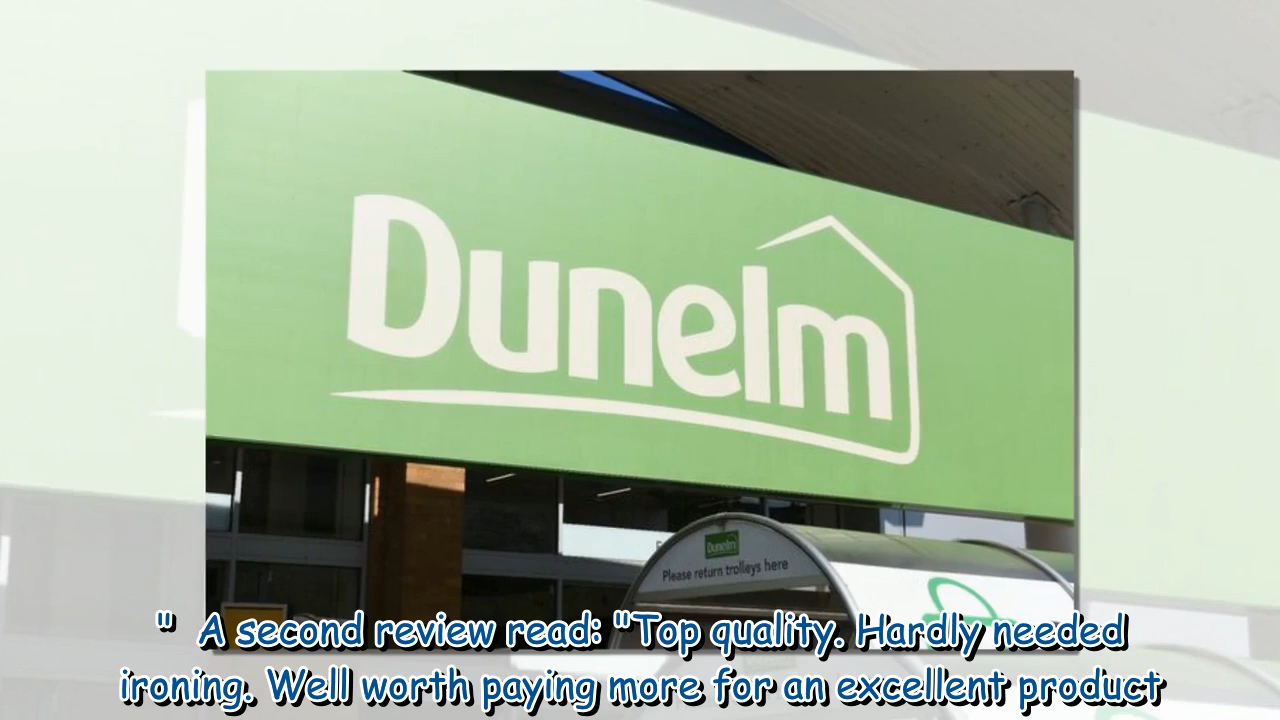 Dunelm
Dunelm
Please return trolleys here
" A second review read: "Top quality. Hardly needed
ironing. Well worth paying more for an excellent product